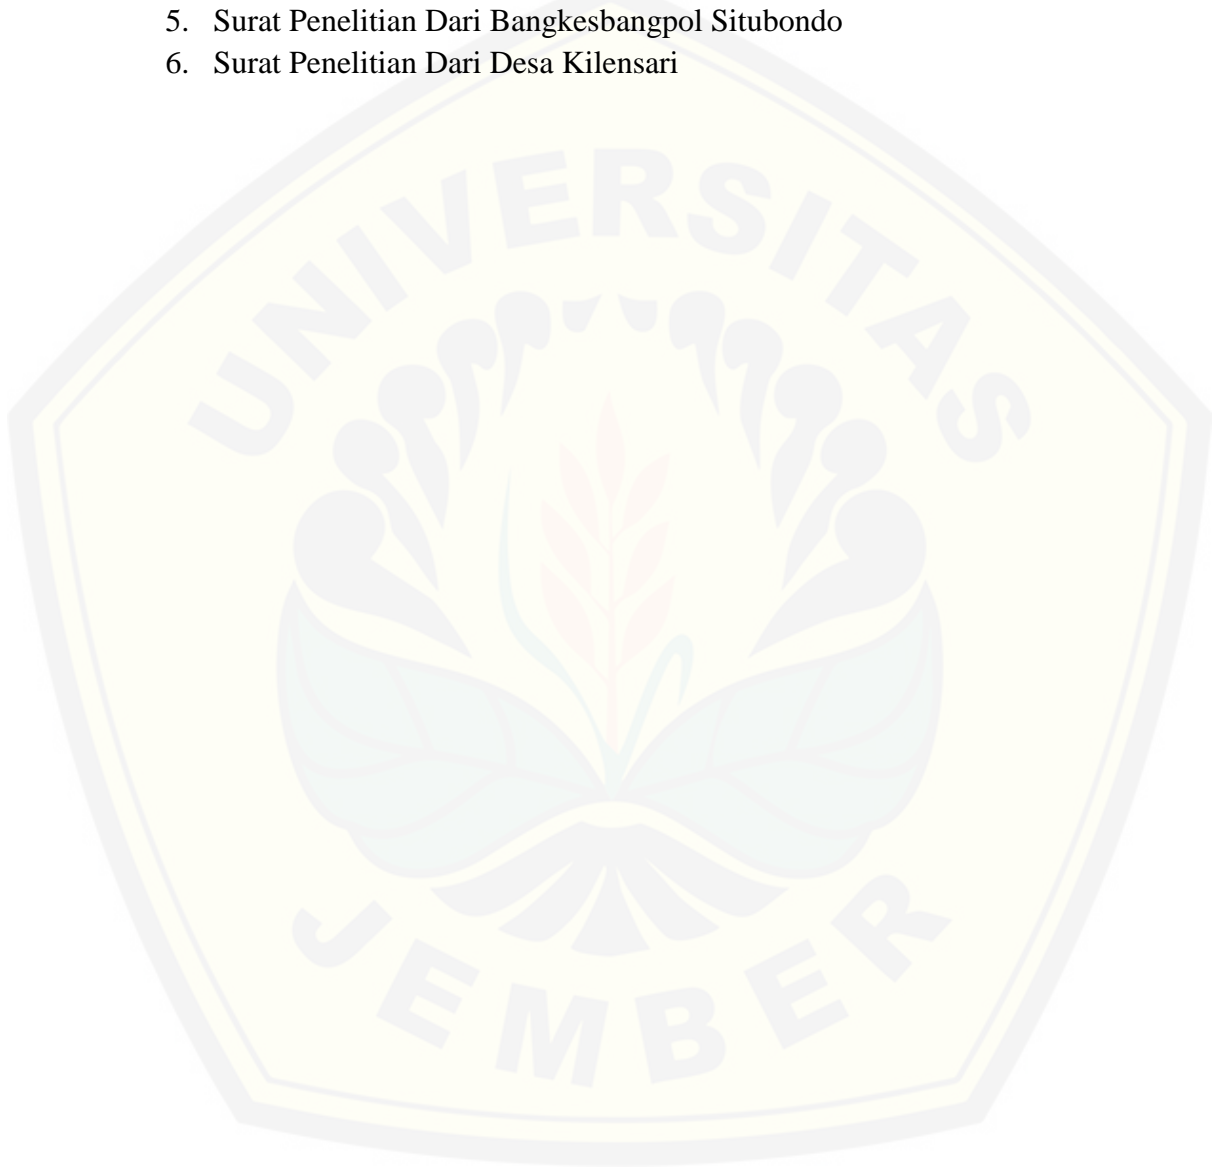 5. Surat Penelitian Dari Bangkesbangpol Situbondo
6. Surat Penelitian Dari Desa Kilensari
UNIVERSITAS
JEMBER